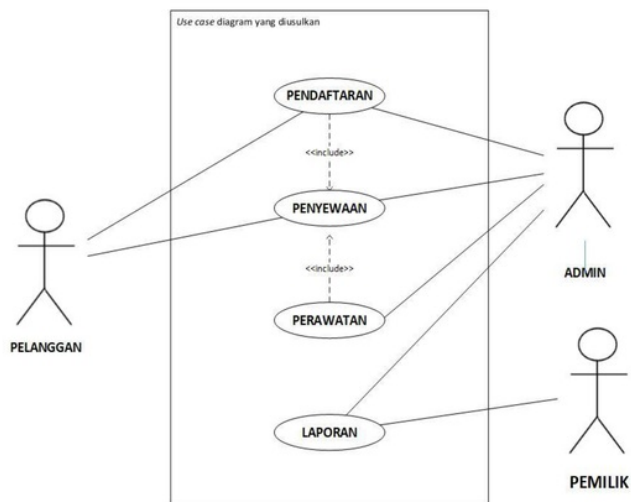 Use case diagram yang diusulkan
PENDAFTARAN
<<include>>
PENYEWAAN
<<include>>
PERAWATAN
LAPORAN
PELANGGAN
ADMIN
PEMILIK